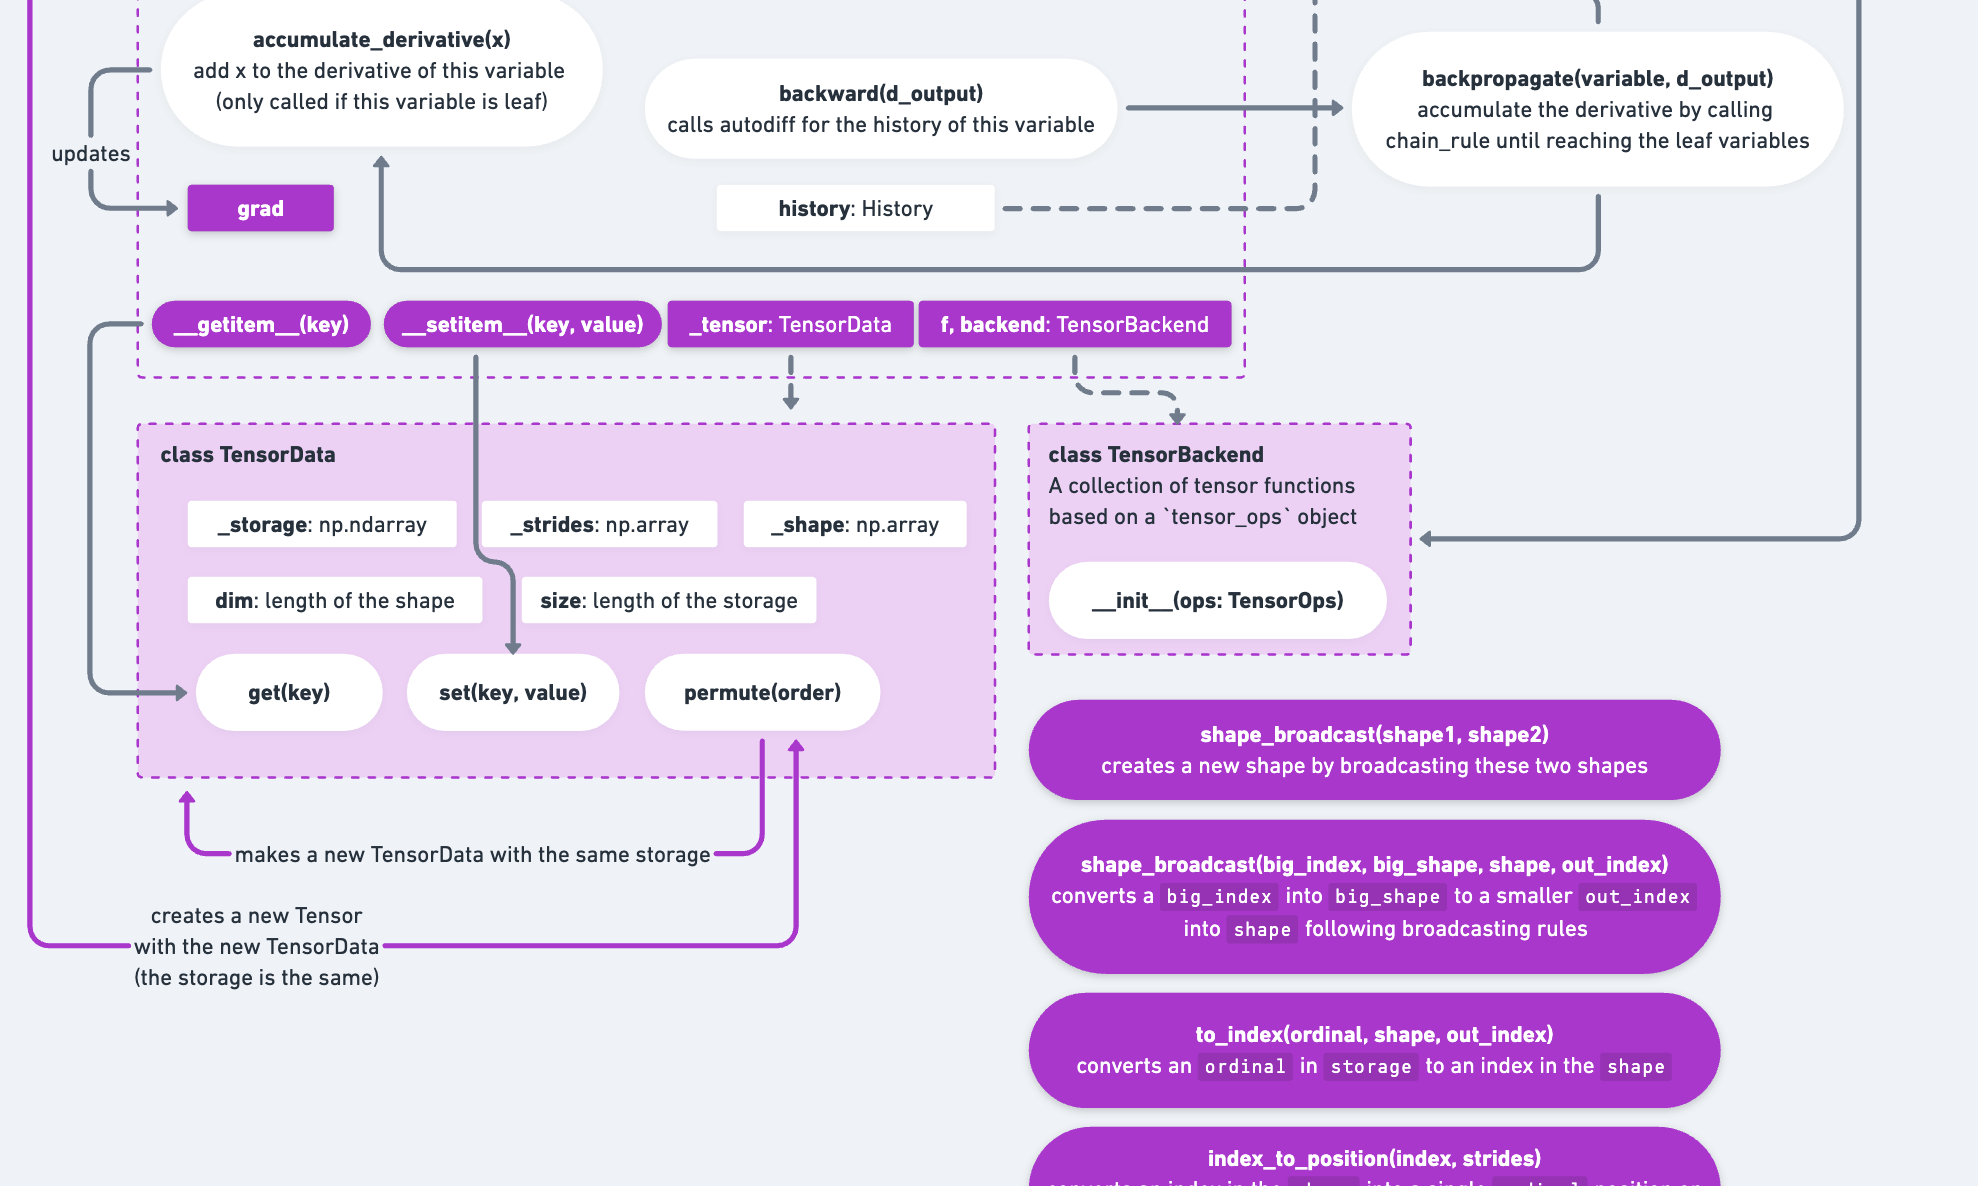 accumulate_derivative(x)
add x to the derivative of this variable
(only called if this variable is leaf)
backward(d_output)
calls autodiff for the history of this variable
backpropagate(variable, d_output)
accumulate the derivative by calling
chain_rule until reaching the leaf variables
updates
grad
history: History
__getitem__(key)
__setitem__(key, value)
_tensor: TensorData
f, backend: TensorBackend
class TensorData
_storage: np.ndarray
_strides: np.array
_shape: np.array
dim: length of the shape
size: length of the storage
get(key)
set(key, value)
permute(order)
class TensorBackend
A collection of tensor functions
based on a `tensor_ops` object
__init__(ops: TensorOps)
makes a new TensorData with the same storage
creates a new Tensor
with the new TensorData
(the storage is the same)
shape_broadcast(shape1, shape2)
creates a new shape by broadcasting these two shapes
shape_broadcast(big_index, big_shape, shape, out_index)
converts a big_index into big_shape to a smaller out_index
into shape following broadcasting rules
to_index(ordinal, shape, out_index)
converts an ordinal in storage to an index in the shape
index_to_position(index, strides)